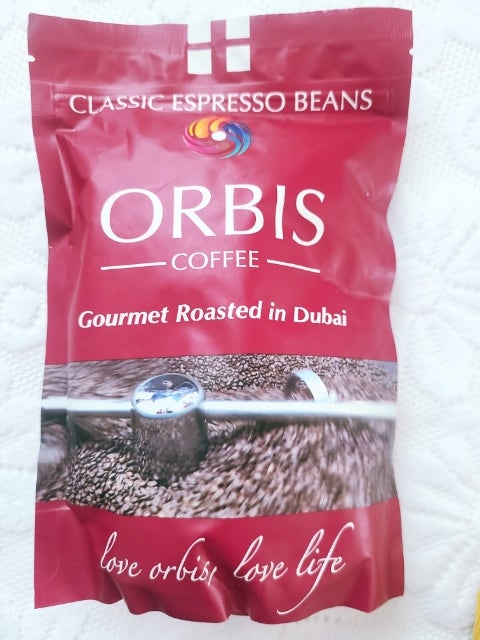 CLASSIC ESPRESSO BEANS
ORBIS
COFFEE
Gourmet Roasted in Dubai
love orbis, love life